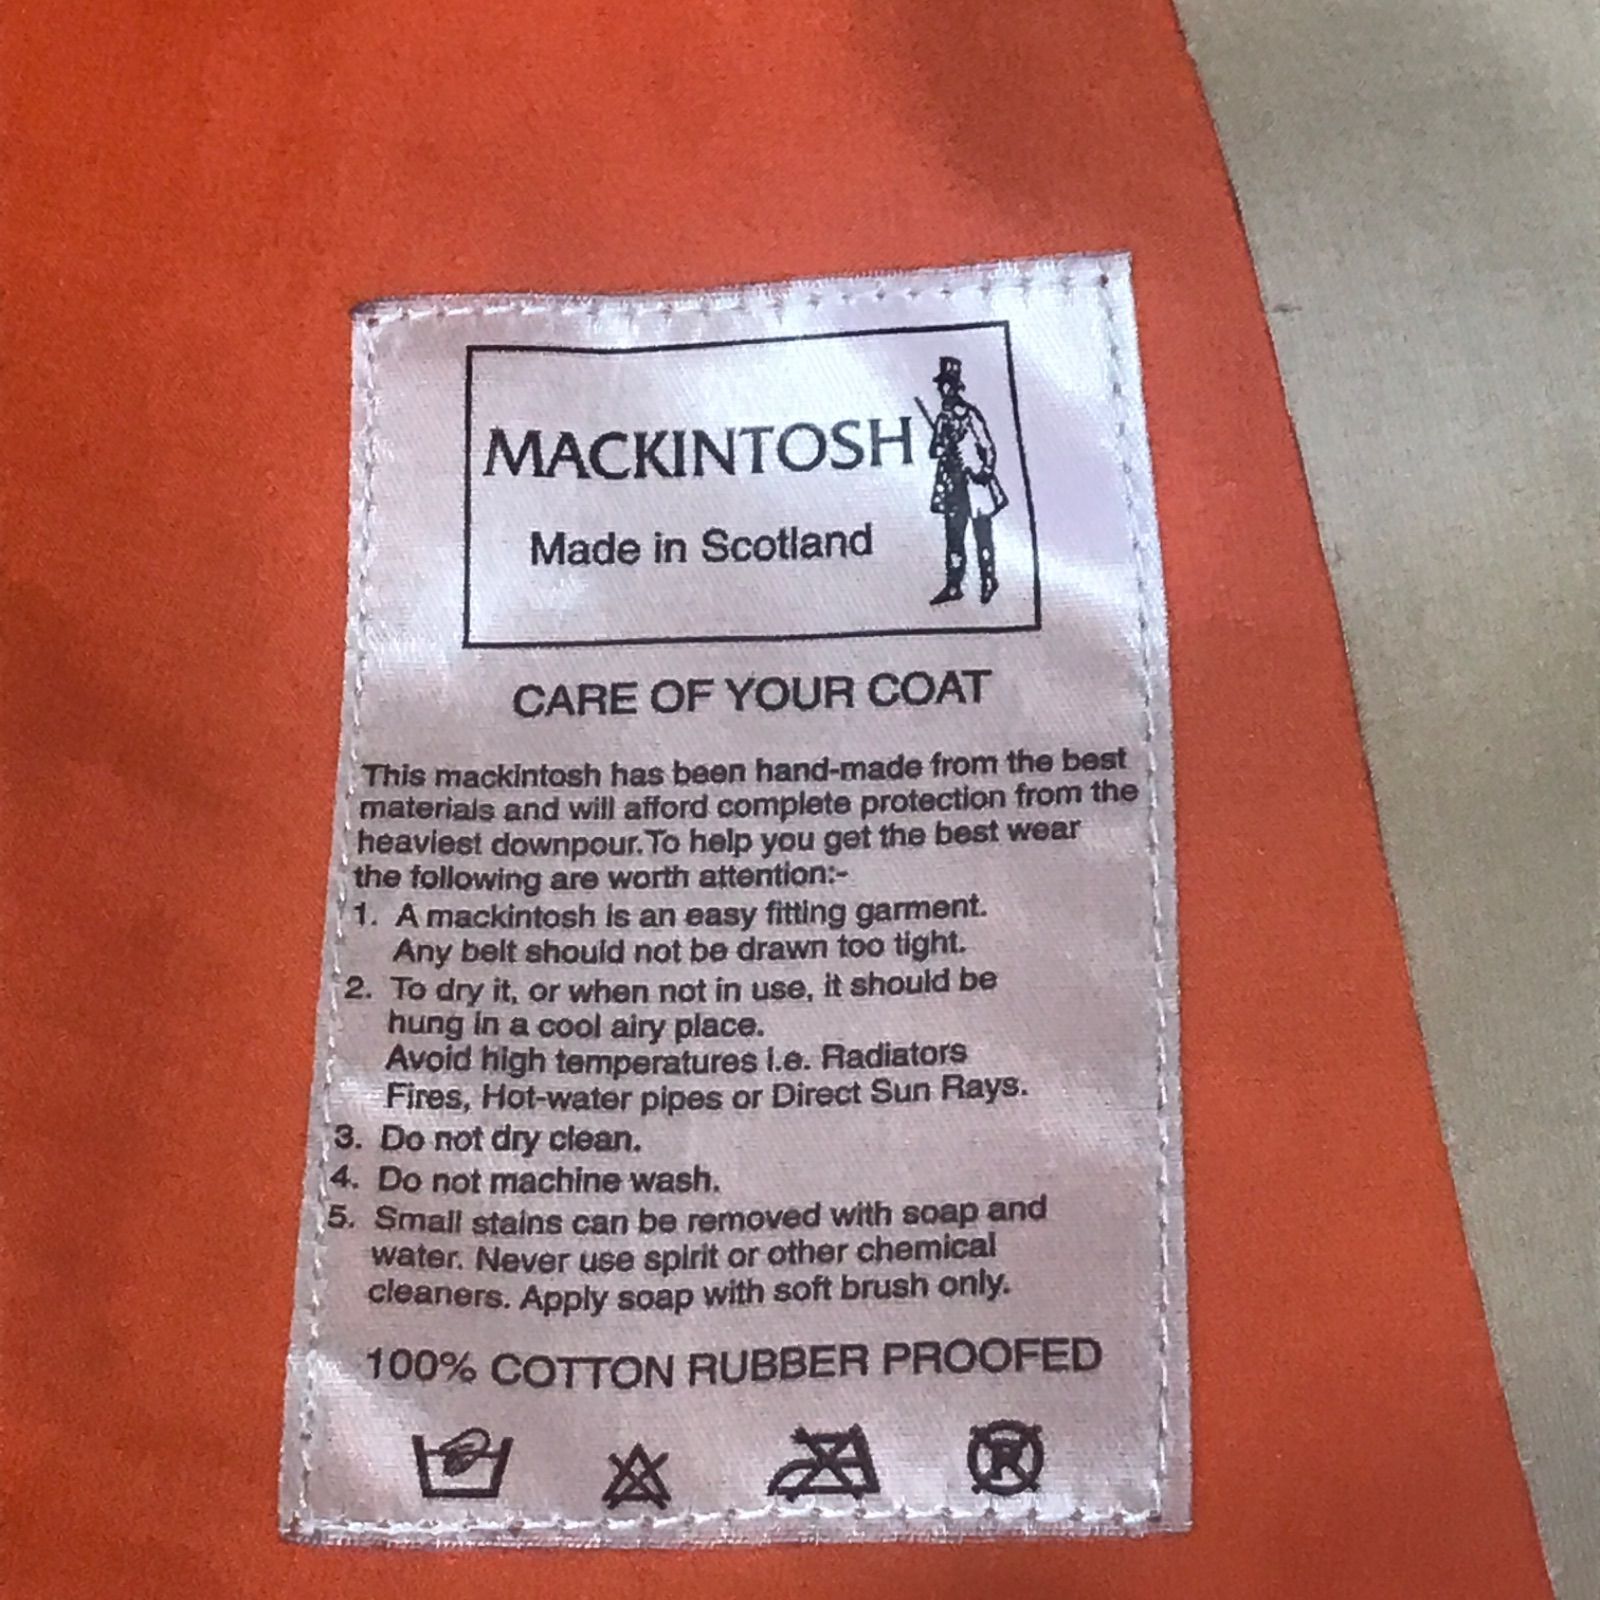 MACKINTOSH
Made in Scotland
CARE OF YOUR COAT
This mackintosh has been hand-made from the best
materials and will afford complete protection from the
heaviest downpour. To help you get the best wear
the following are worth attention:-
1. A mackintosh is an easy fitting garment.
Any belt should not be drawn too tight.
2. To dry it, or when not in use, it should be
hung in a cool airy place.
Avoid high temperatures i.e. Radiators
Fires, Hot-water pipes or Direct Sun Rays.
3. Do not dry clean.
4. Do not machine wash.
5. Small stains can be removed with soap and
water. Never use spirit or other chemical
cleaners. Apply soap with soft brush only.
100% COTTON RUBBER PROOFED